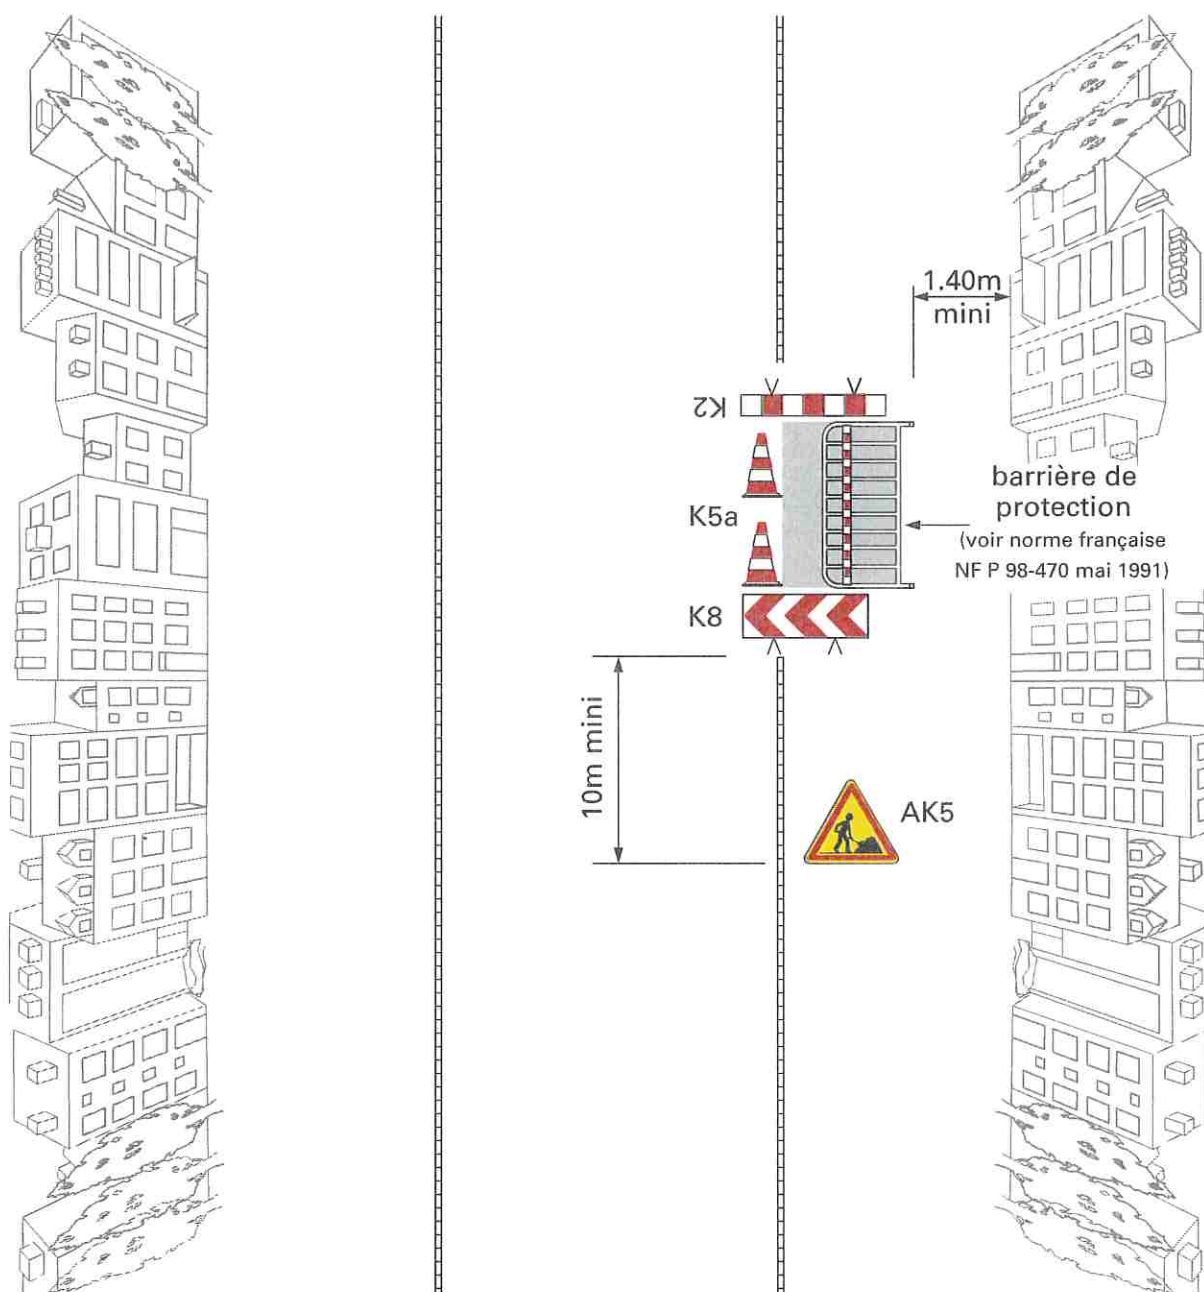 1.40m
mini
K2
K5a
barrière de
protection
(voir norme française
NF P 98-470 mai 1991)
K8
10m mini
AK5